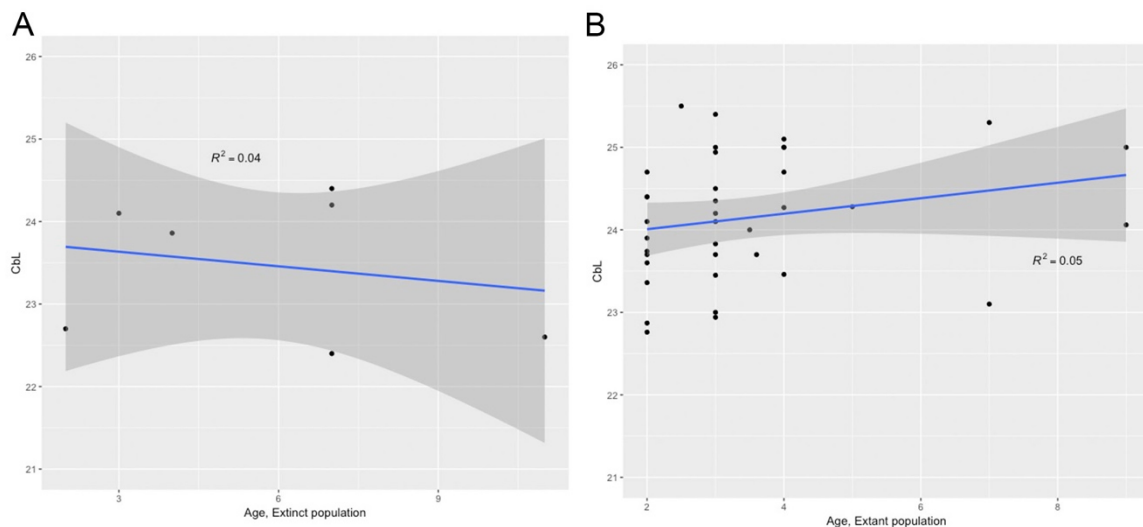 A
26
25
24
23
22
21
CbL
R² = 0.04
3 6 9
Age, Extinct population
B
26
25
24
23
22
21
CbL
R² = 0.05
2 4 6 8
Age, Extant population